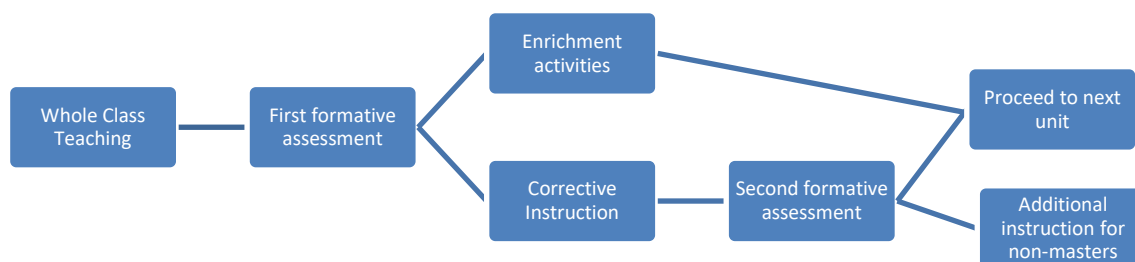 Whole Class
Teaching
First formative
assessment
Enrichment
activities
Corrective
Instruction
Second formative
assessment
Proceed to next
unit
Additional
instruction for
non-masters